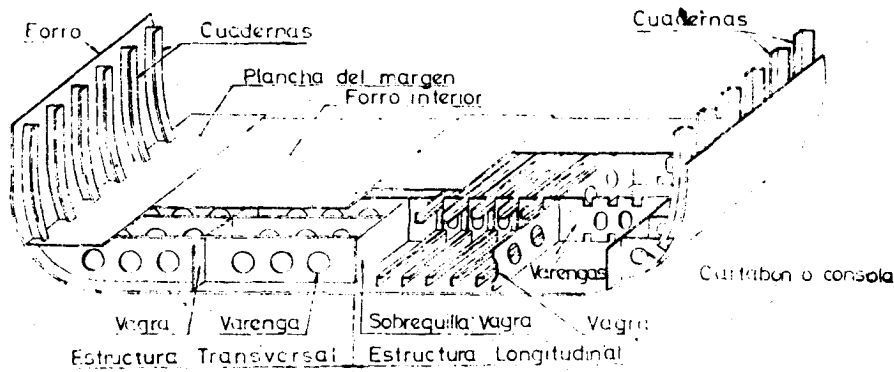 Forro
Cuadernas
Cuadernas
Plancha del margen
Forro interior
Varengas
Cartabon o consola
Vagra
Varenga
Sobrequilla
Vagra
Vagra
Estructura Transversal
Estructura Longitudinal